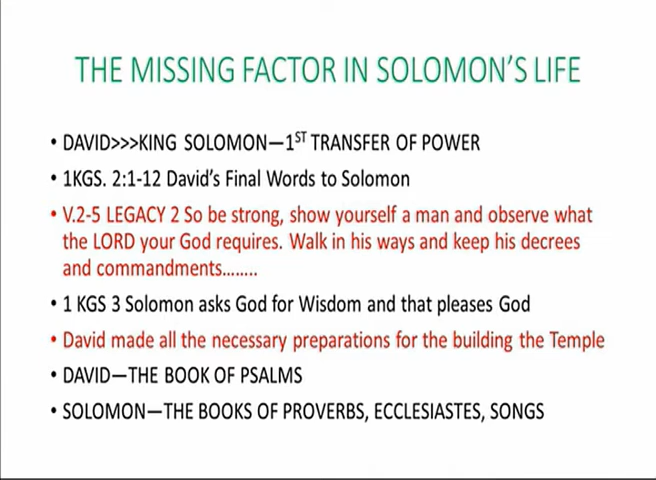 THE MISSING FACTOR IN SOLOMON'S LIFE
• DAVID>>>KING SOLOMON—1ST TRANSFER OF POWER
• 1KGS. 2:1-12 David's Final Words to Solomon
• V.2-5 LEGACY 2 So be strong, show yourself a man and observe what
the LORD your God requires. Walk in his ways and keep his decrees
and commandments........
• 1 KGS 3 Solomon asks God for Wisdom and that pleases God
• David made all the necessary preparations for the building the Temple
• DAVID—THE BOOK OF PSALMS
• SOLOMON—THE BOOKS OF PROVERBS, ECCLESIASTES, SONGS